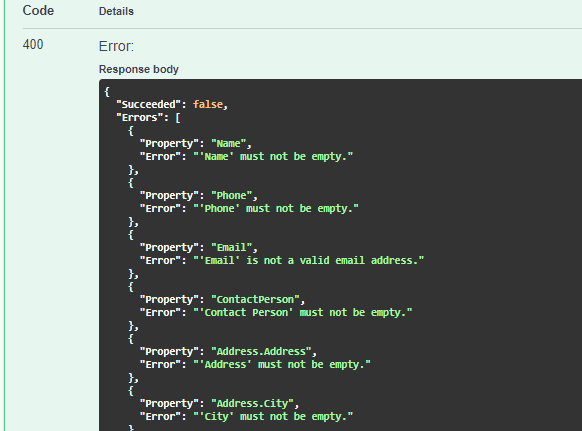 Code Details
400 Error:
Response body
{
"Succeeded": false,
"Errors": [
{
"Property": "Name",
"Error": "'Name' must not be empty."
},
{
"Property": "Phone",
"Error": "'Phone' must not be empty."
},
{
"Property": "Email",
"Error": "'Email' is not a valid email address."
},
{
"Property": "ContactPerson",
"Error": "'Contact Person' must not be empty."
},
{
"Property": "Address.Address",
"Error": "'Address' must not be empty."
},
{
"Property": "Address.City",
"Error": "'City' must not be empty."
}